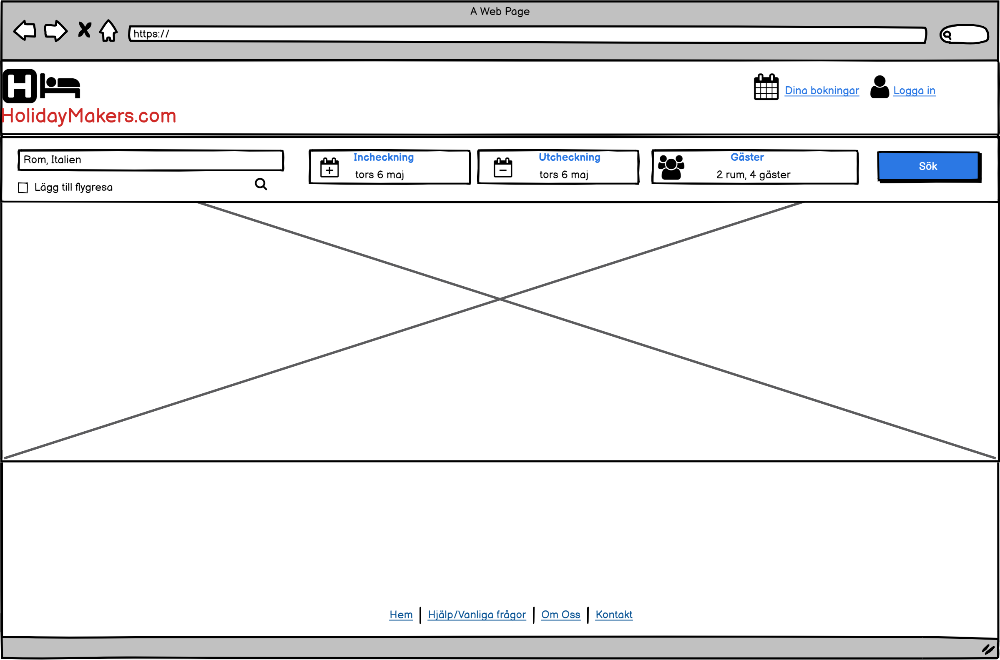 A Web Page
https://
H
Dina bokningar
Logga in
HolidayMakers.com
Rom, Italien
Lägg till flygresa
Incheckning
tors 6 maj
Utcheckning
tors 6 maj
Gäster
2 rum, 4 gäster
Sök
Hem
Hjälp/Vanliga frågor
Om Oss
Kontakt